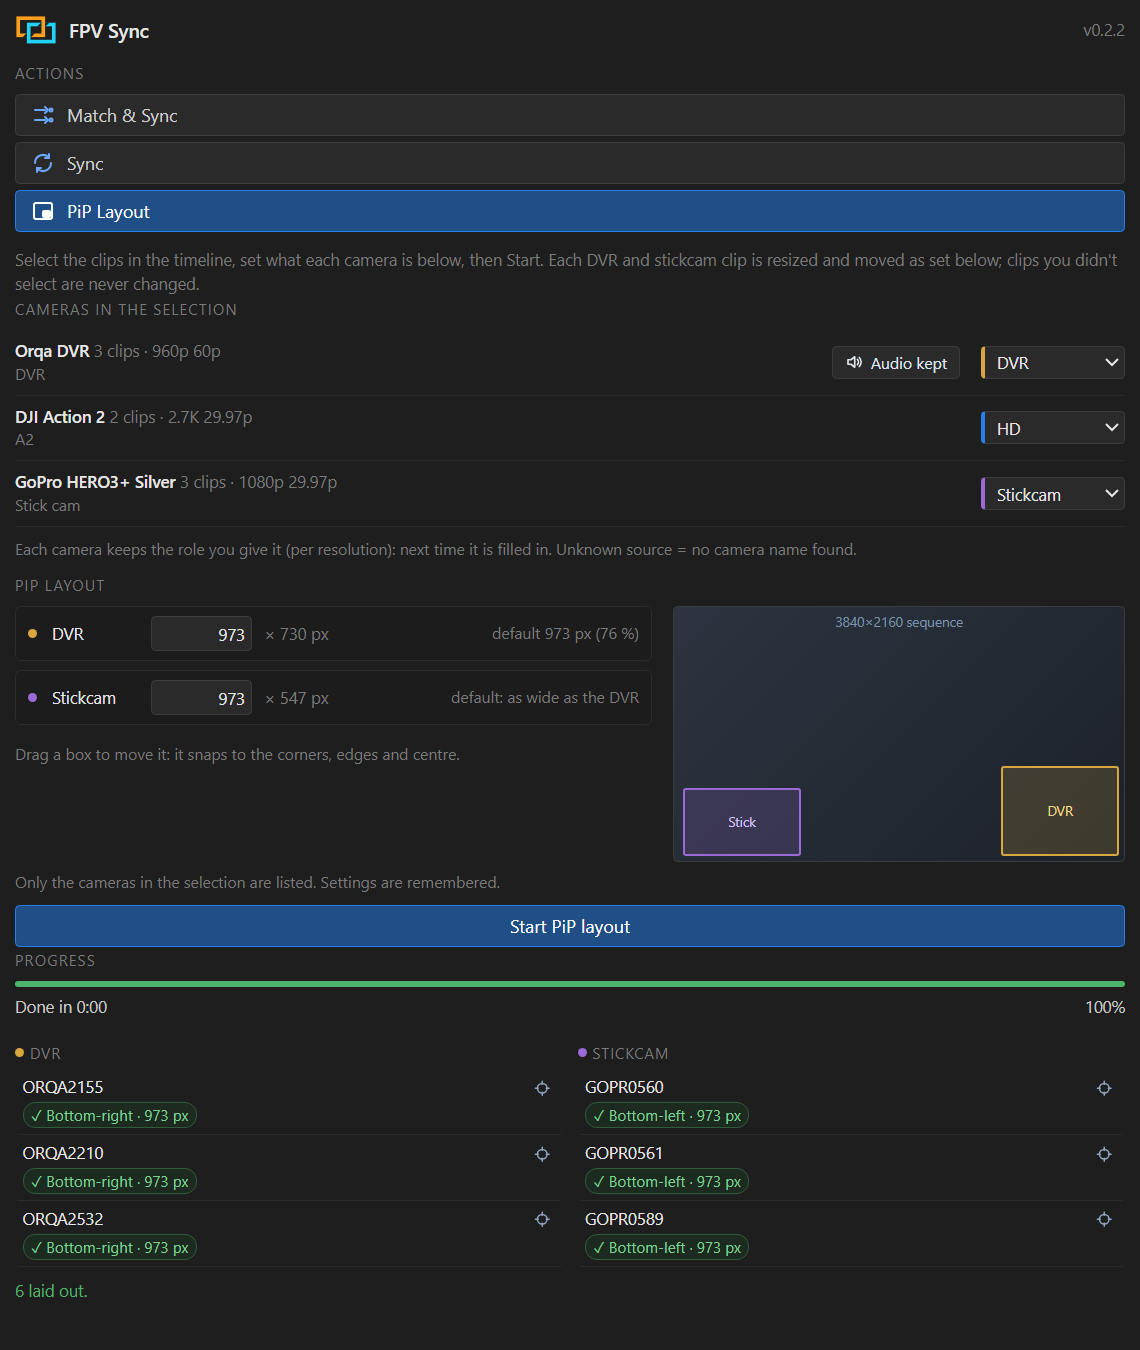 FPV Sync
v0.2.2
ACTIONS
Match & Sync
Sync
PiP Layout
Select the clips in the timeline, set what each camera is below, then Start. Each DVR and stickcam clip is resized and moved as set below; clips you didn't
select are never changed.
CAMERAS IN THE SELECTION
Orqa DVR 3 clips · 960p 60p
DVR
Audio kept
DVR
DJI Action 2 2 clips · 2.7K 29.97p
A2
HD
GoPro HERO3+ Silver 3 clips · 1080p 29.97p
Stick cam
Stickcam
Each camera keeps the role you give it (per resolution): next time it is filled in. Unknown source = no camera name found.
PIP LAYOUT
DVR 973 × 730 px default 973 px (76 %)
Stickcam 973 × 547 px default: as wide as the DVR
Drag a box to move it: it snaps to the corners, edges and centre.
3840×2160 sequence
Stick
DVR
Only the cameras in the selection are listed. Settings are remembered.
Start PiP layout
PROGRESS
Done in 0:00
100%
DVR
ORQA2155
✓ Bottom-right · 973 px
ORQA2210
✓ Bottom-right · 973 px
ORQA2532
✓ Bottom-right · 973 px
STICKCAM
GOPR0560
✓ Bottom-left · 973 px
GOPR0561
✓ Bottom-left · 973 px
GOPR0589
✓ Bottom-left · 973 px
6 laid out.